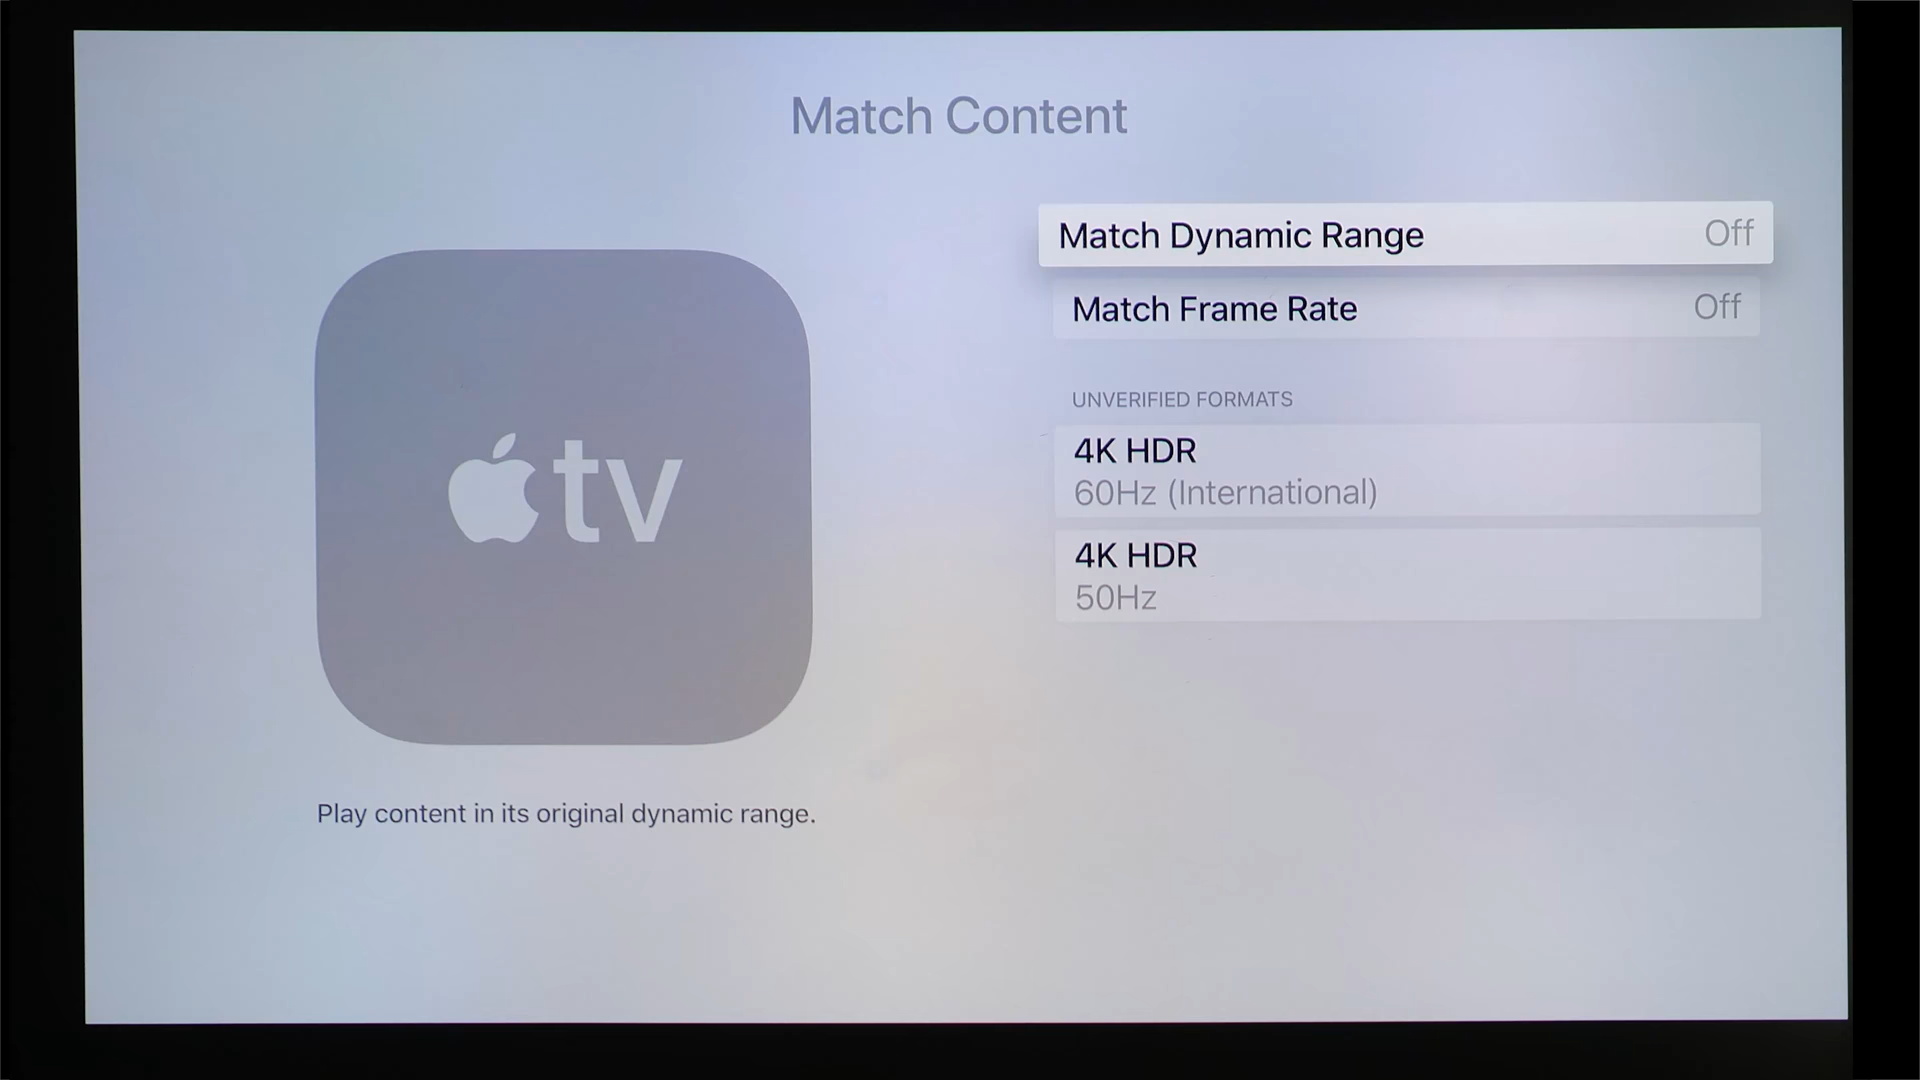 Match Content
Match Dynamic Range Off
Match Frame Rate Off
UNVERIFIED FORMATS
4K HDR
60Hz (International)
4K HDR
50Hz
tv
Play content in its original dynamic range.